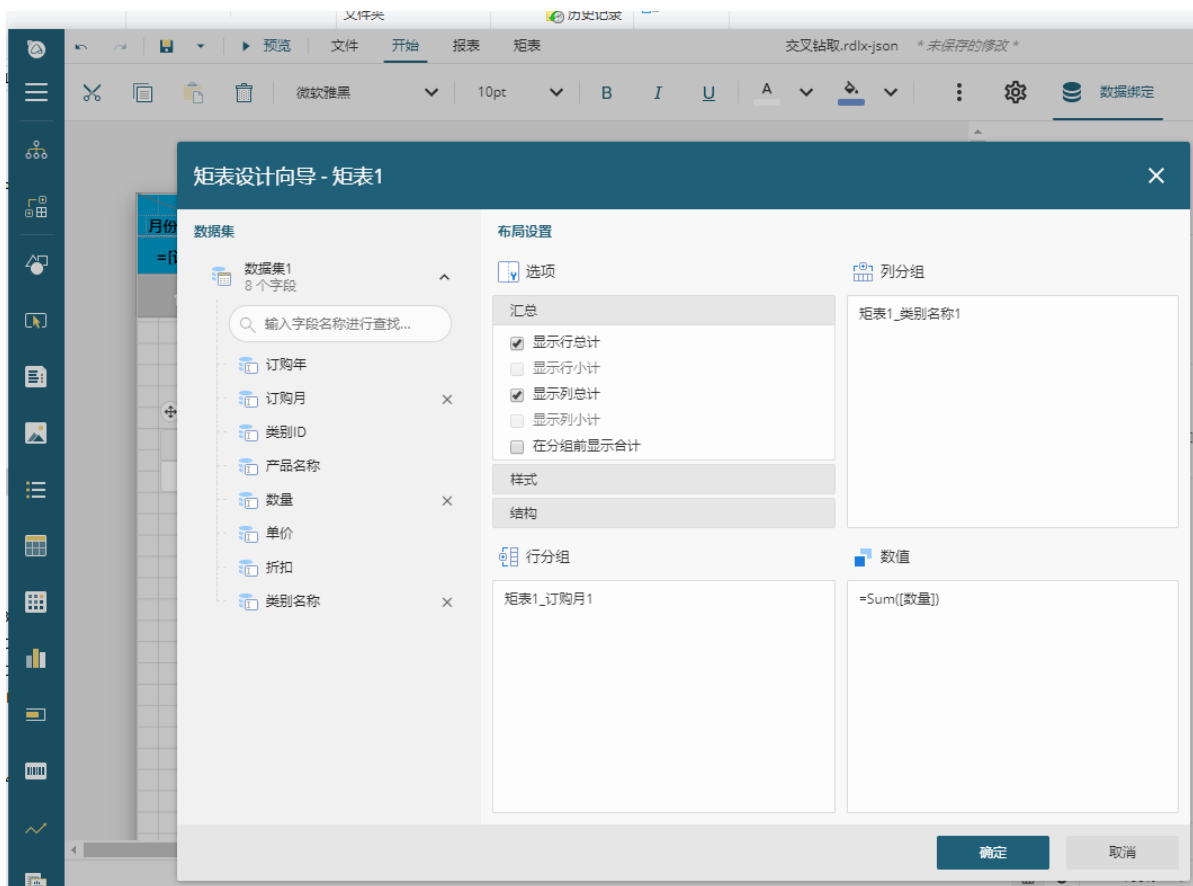 文件夹
历史记录
预览 文件 开始 报表 矩表 交叉钻取.rdlx-json *未保存的修改*
微软雅黑 10pt B I U A 数据绑定
矩表设计向导 - 矩表1
月份
数据集 布局设置
数据集1
8 个字段
选项
列分组
汇总
矩表1_类别名称1
输入字段名称进行查找...
显示行总计
显示行小计
订购年
显示列总计
订购月
显示列小计
类别ID
在分组前显示合计
产品名称
样式
数量
结构
单价
行分组
数值
折扣
类别名称
矩表1_订购月1
=Sum([数量])
确定 取消